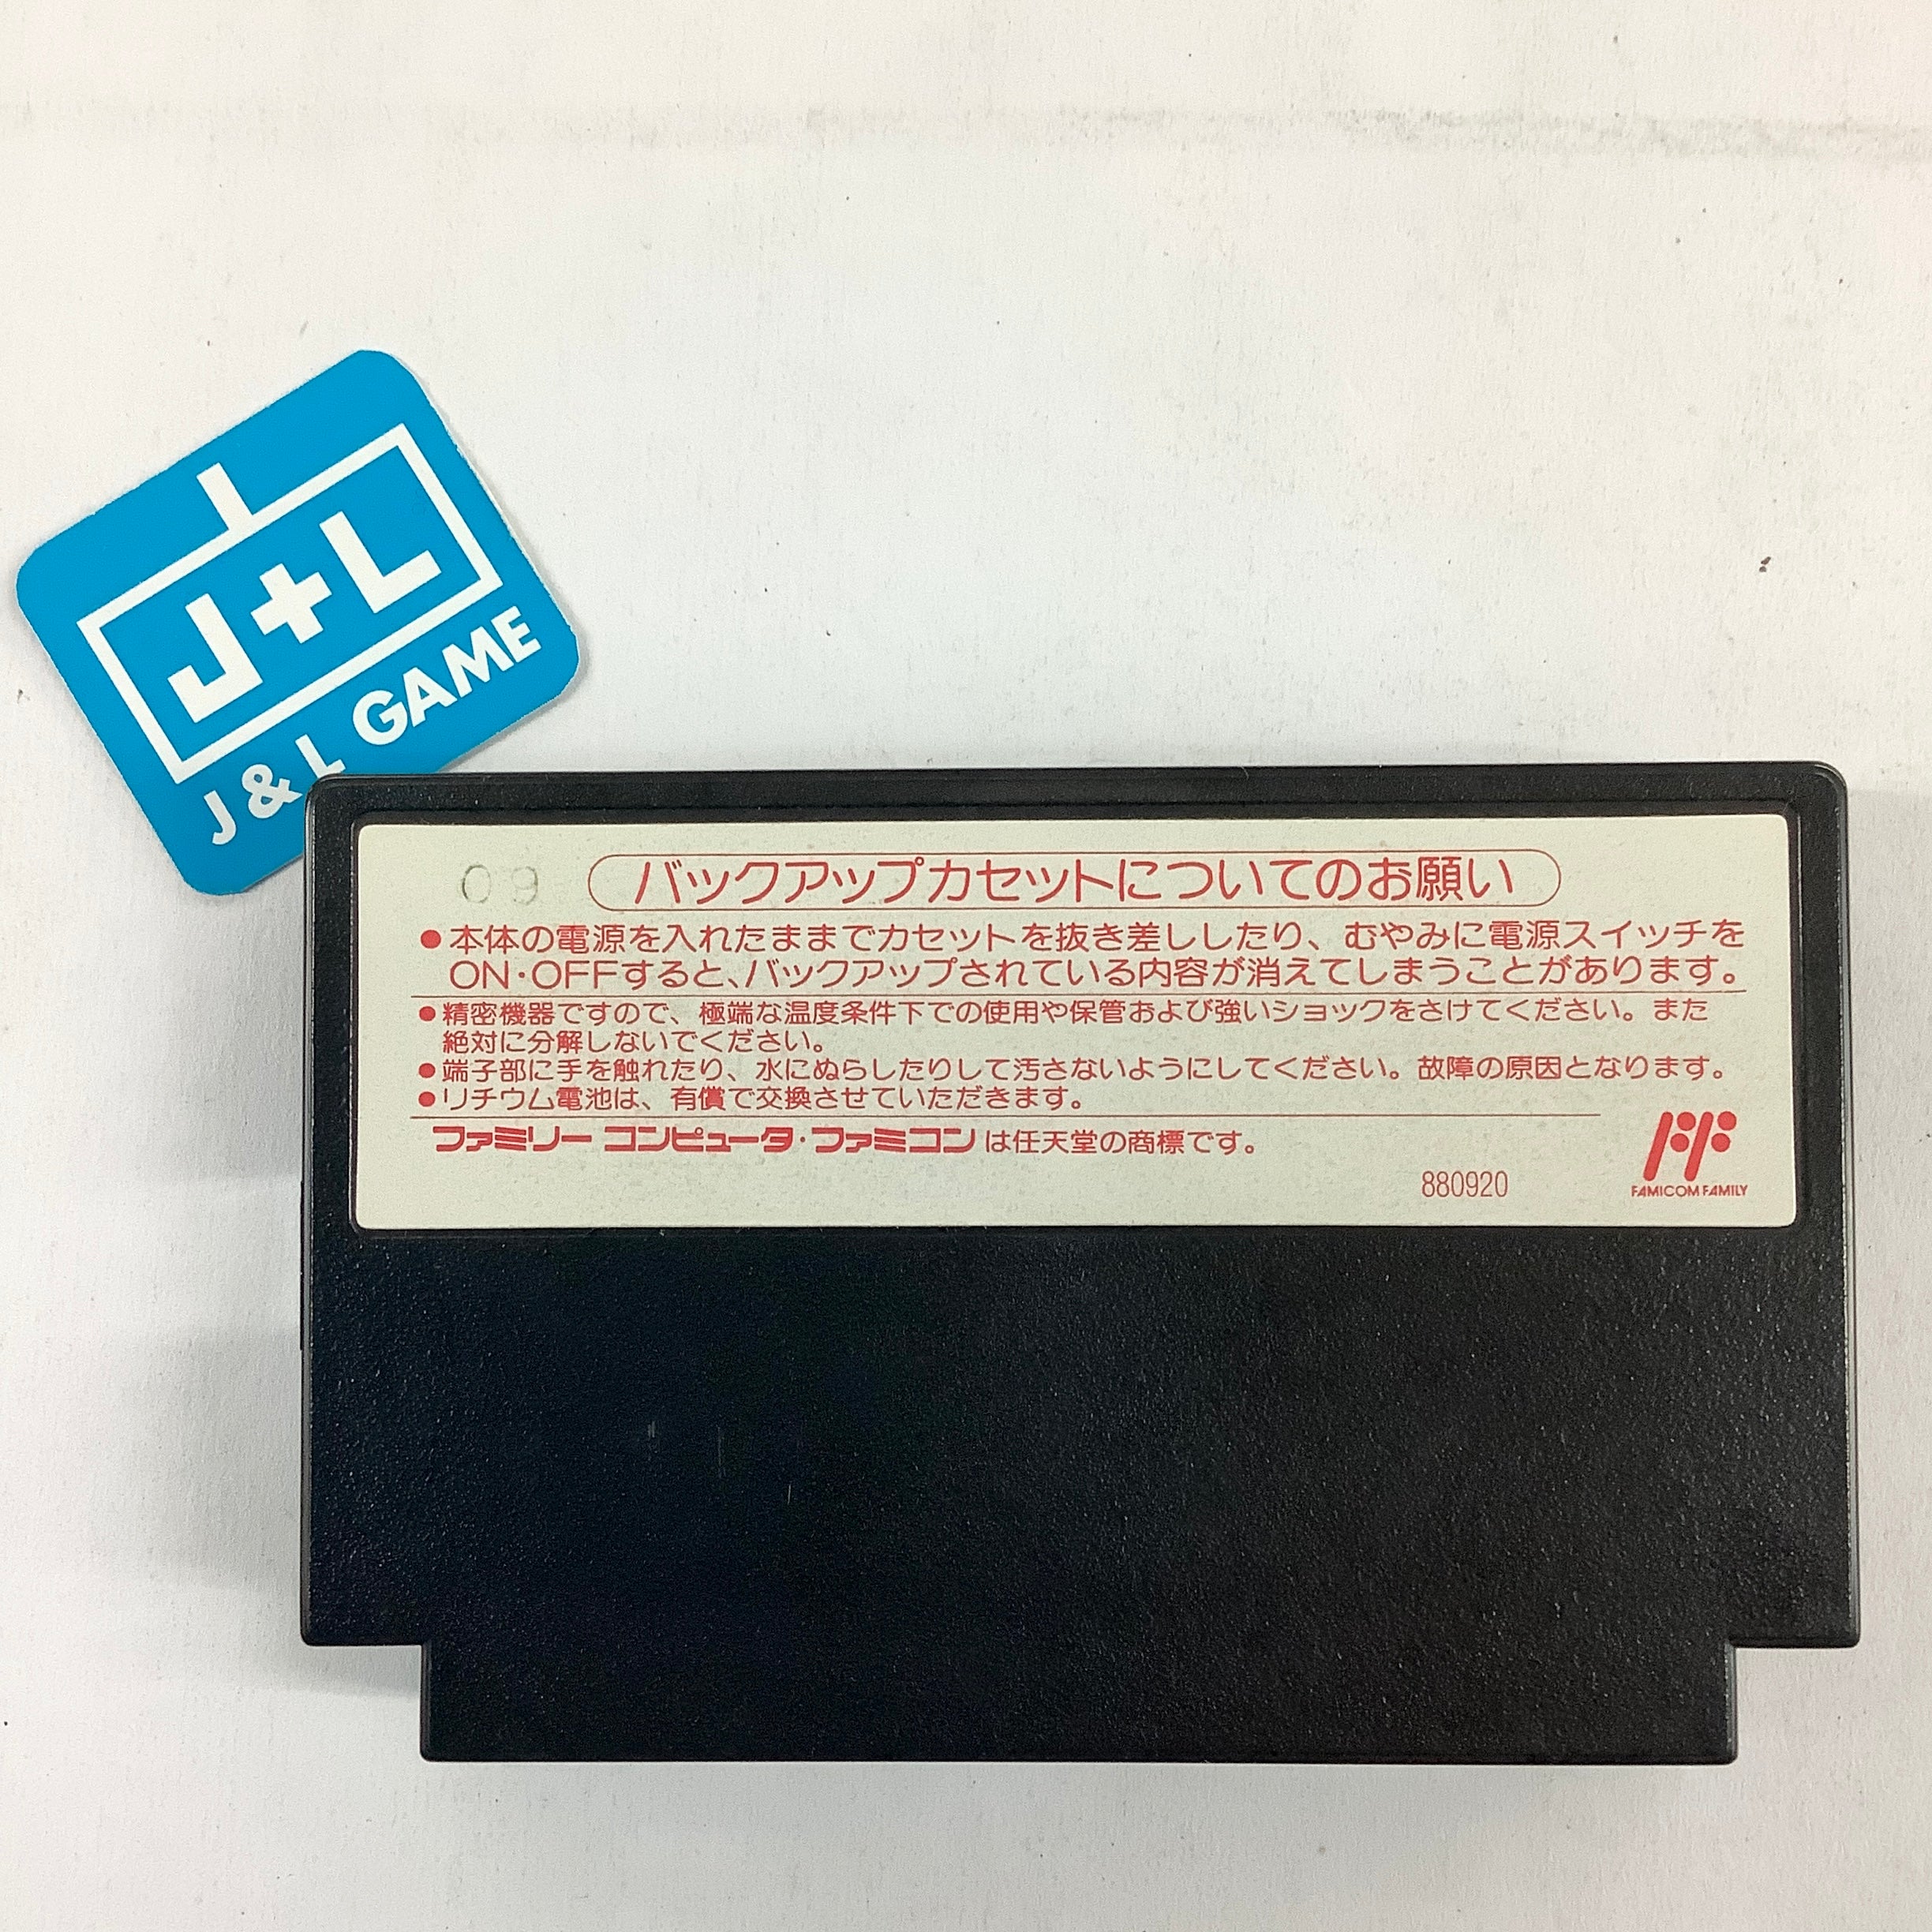 J+L
J & L GAME
09
バックアップカセットについてのお願い
●本体の電源を入れたままでカセットを抜き差ししたり、むやみに電源スイッチを
ON・OFFすると、バックアップされている内容が消えてしまうことがあります。
●精密機器ですので、極端な温度条件下での使用や保管および強いショックをさけてください。また
絶対に分解しないでください。
●端子部に手を触れたり、水にぬらしたりして汚さないようにしてください。故障の原因となります。
●リチウム電池は、有償で交換させていただきます。
ファミリー コンピュータ・ファミコン は任天堂の商標です。
880920
FAMICOM FAMILY